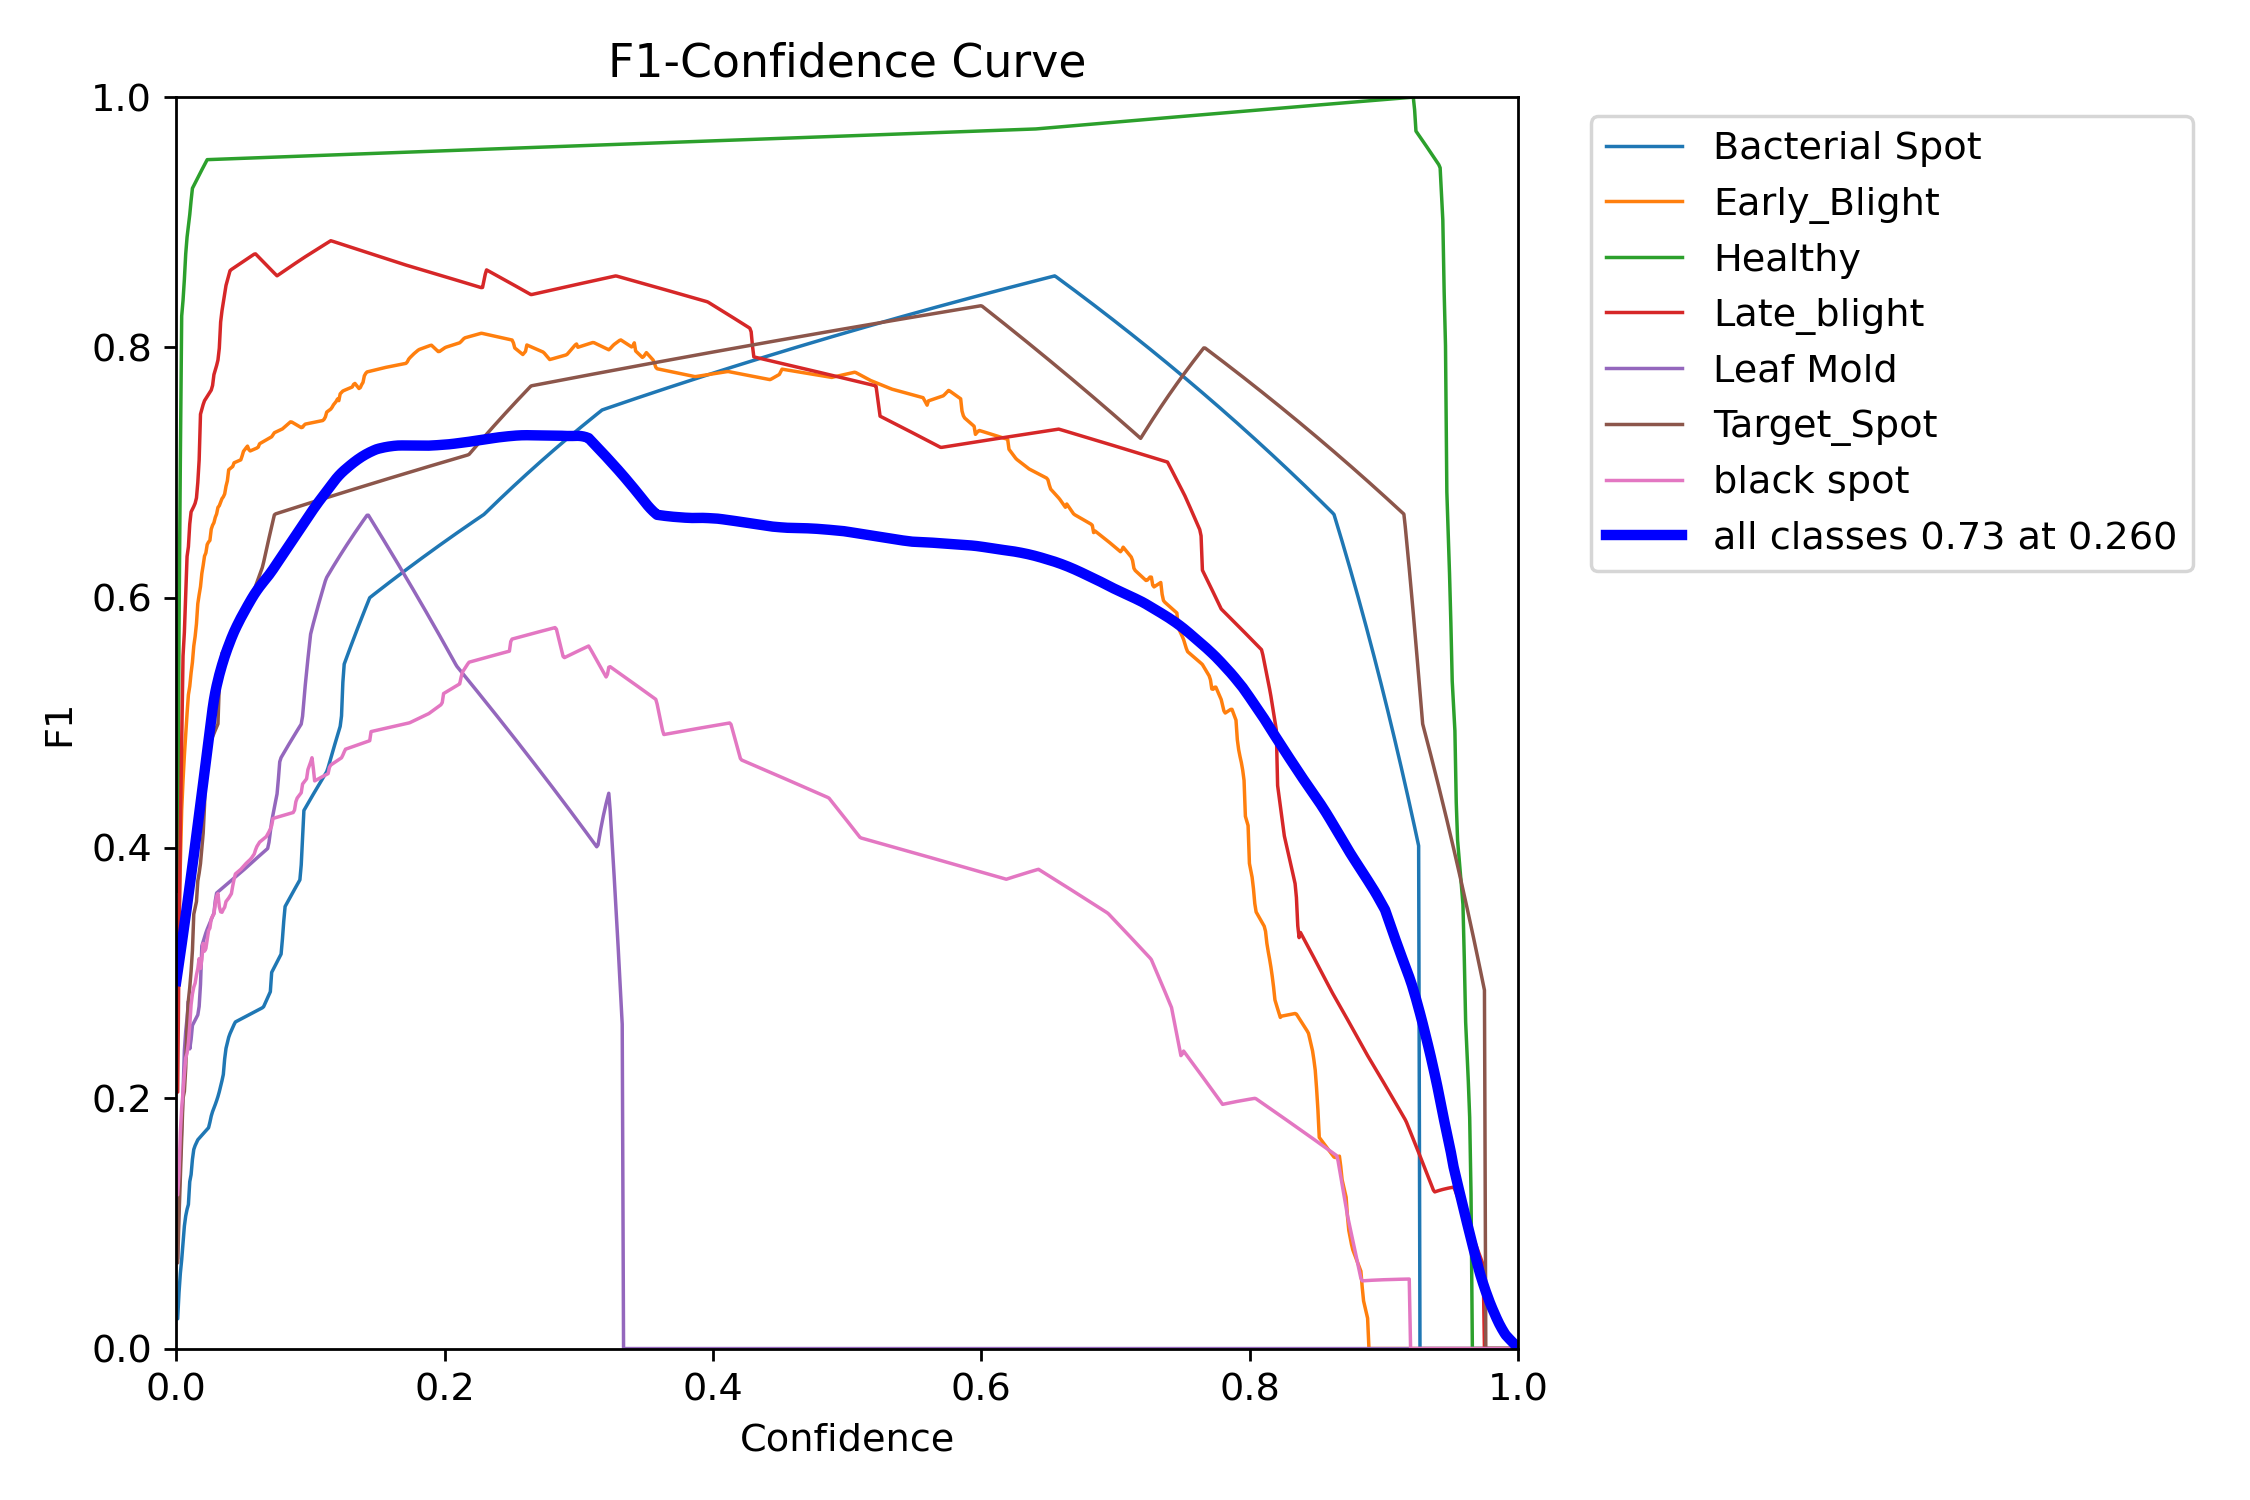 F1-Confidence Curve
1.0
0.8
0.6
0.4
0.2
0.0
F1
0.0 0.2 0.4 0.6 0.8 1.0
Confidence
Bacterial Spot
Early_Blight
Healthy
Late_blight
Leaf Mold
Target_Spot
black spot
all classes 0.73 at 0.260